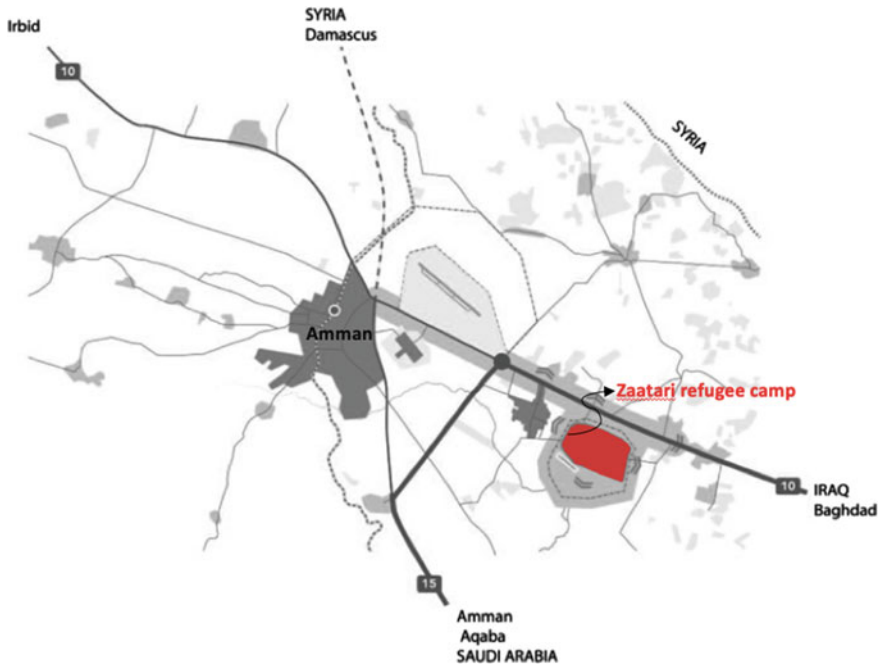 Irbid
SYRIA
Damascus
10
SYRIA
Amman
Zaatari refugee camp
10
IRAQ
Baghdad
15
Amman
Aqaba
SAUDI ARABIA